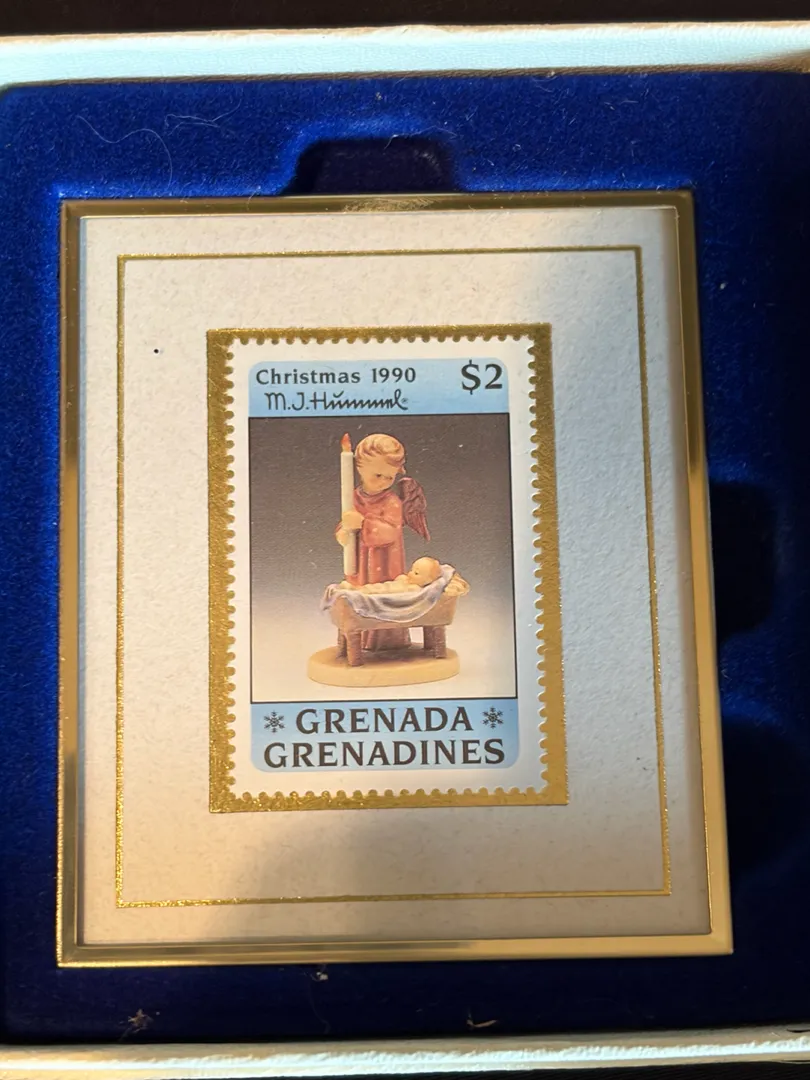 Christmas 1990 $2
M.J.Hummel
GRENADA
GRENADINES